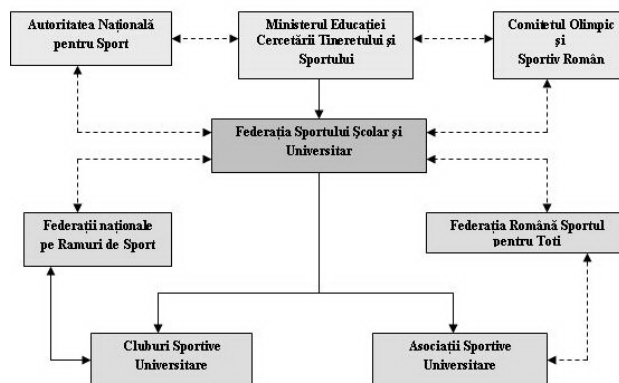 Autoritatea Națională
pentru Sport
Ministerul Educației
Cercetării Tineretului și
Sportului
Comitetul Olimpic
și
Sportiv Român
Federația Sportului Școlar și
Universitar
Federații naționale
pe Ramuri de Sport
Federația Română Sportul
pentru Toti
Cluburi Sportive
Universitare
Asociații Sportive
Universitare